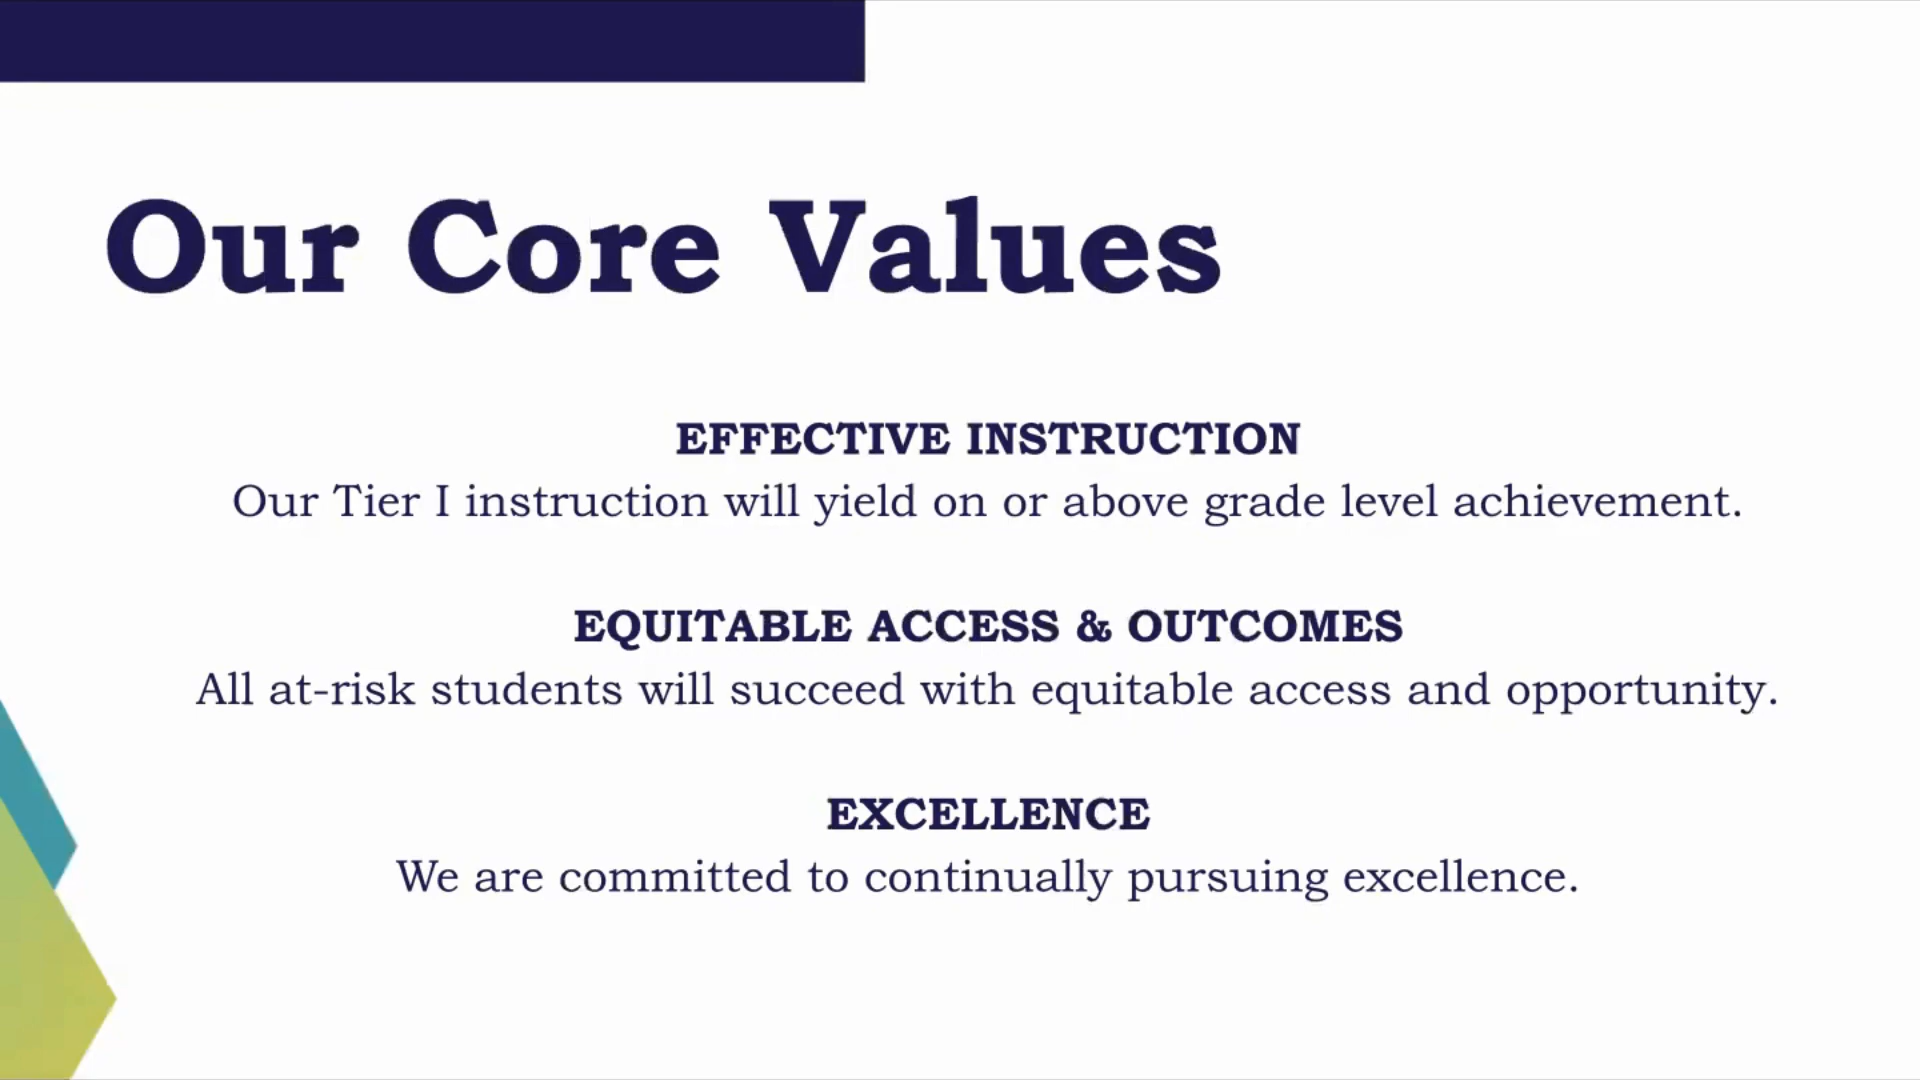 Our Core Values
EFFECTIVE INSTRUCTION
Our Tier I instruction will yield on or above grade level achievement.
EQUITABLE ACCESS & OUTCOMES
All at-risk students will succeed with equitable access and opportunity.
EXCELLENCE
We are committed to continually pursuing excellence.